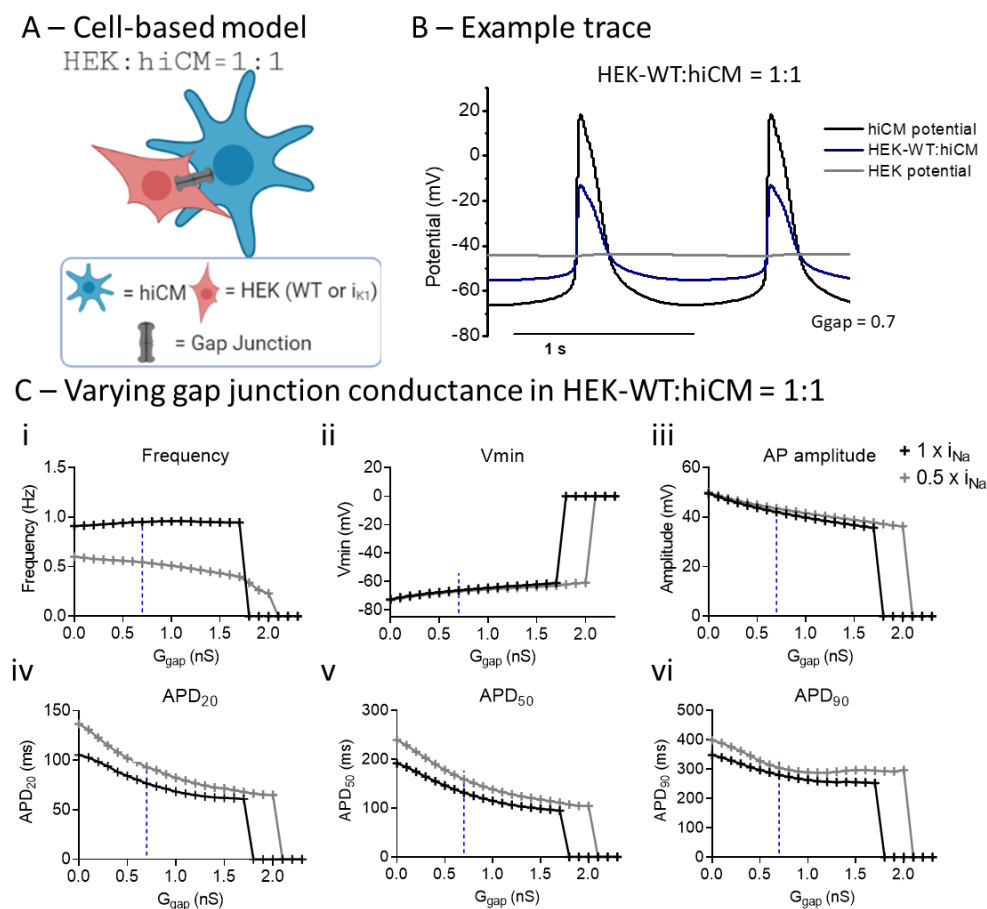 A – Cell-based model
HEK:hiCM=1:1
= hiCM
= HEK (WT or iK1)
= Gap Junction
B – Example trace
HEK-WT:hiCM = 1:1
20
0
-20
-40
-60
-80
Potential (mV)
hiCM potential
HEK-WT:hiCM
HEK potential
Ggap = 0.7
1 s
C – Varying gap junction conductance in HEK-WT:hiCM = 1:1
i
Frequency
1.5
1.0
0.5
0.0
Frequency (Hz)
0.0 0.5 1.0 1.5 2.0
Ggap (nS)
ii
Vmin
20
0
-20
-40
-60
-80
Vmin (mV)
0.0 0.5 1.0 1.5 2.0
Ggap (nS)
iii
AP amplitude
60
40
20
0
Amplitude (mV)
0.0 0.5 1.0 1.5 2.0
Ggap (nS)
1 x iNa
0.5 x iNa
iv
APD20
150
100
50
0
APD20 (ms)
0.0 0.5 1.0 1.5 2.0
Ggap (nS)
v
APD50
300
200
100
0
APD50 (ms)
0.0 0.5 1.0 1.5 2.0
Ggap (nS)
vi
APD90
500
400
300
200
100
0
APD90 (ms)
0.0 0.5 1.0 1.5 2.0
Ggap (nS)